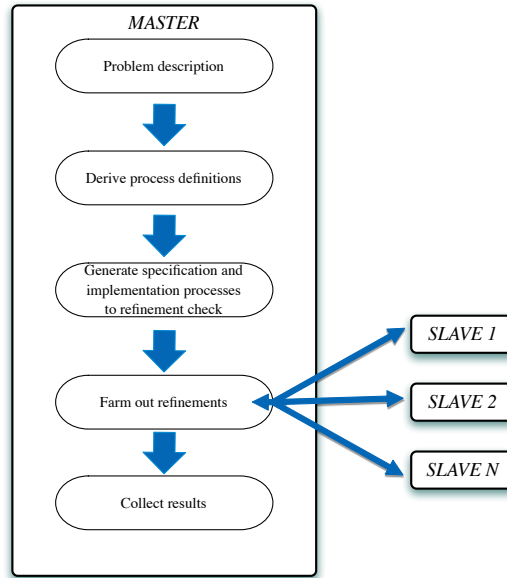 MASTER
Problem description
Derive process definitions
Generate specification and
implementation processes
to refinement check
SLAVE 1
Farm out refinements
SLAVE 2
SLAVE N
Collect results